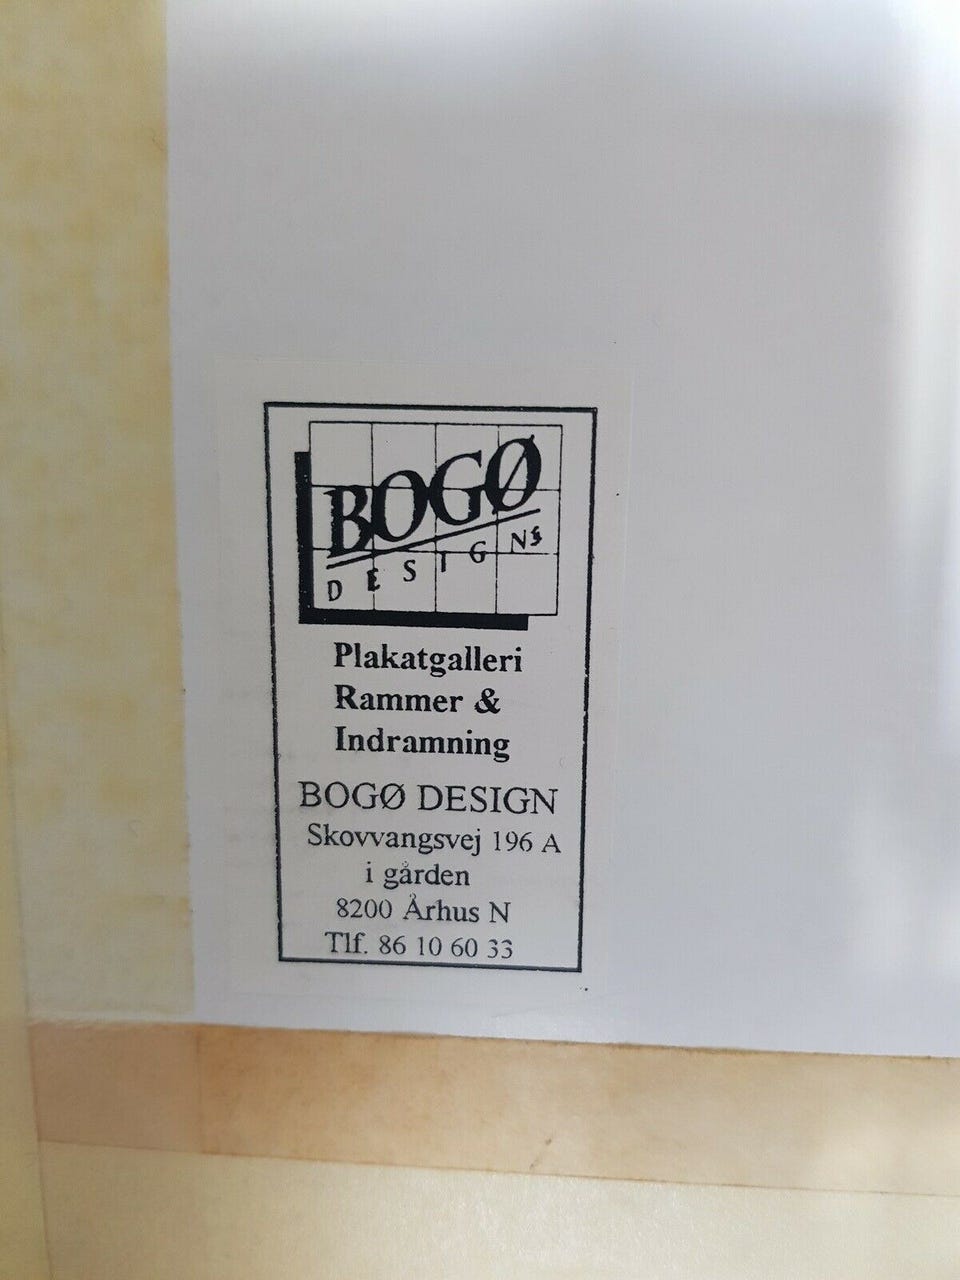 BOGØ
DESIGNS
Plakatgalleri
Rammer &
Indramning
BOGØ DESIGN
Skovvangsvej 196 A
i gården
8200 Århus N
Tlf. 86 10 60 33